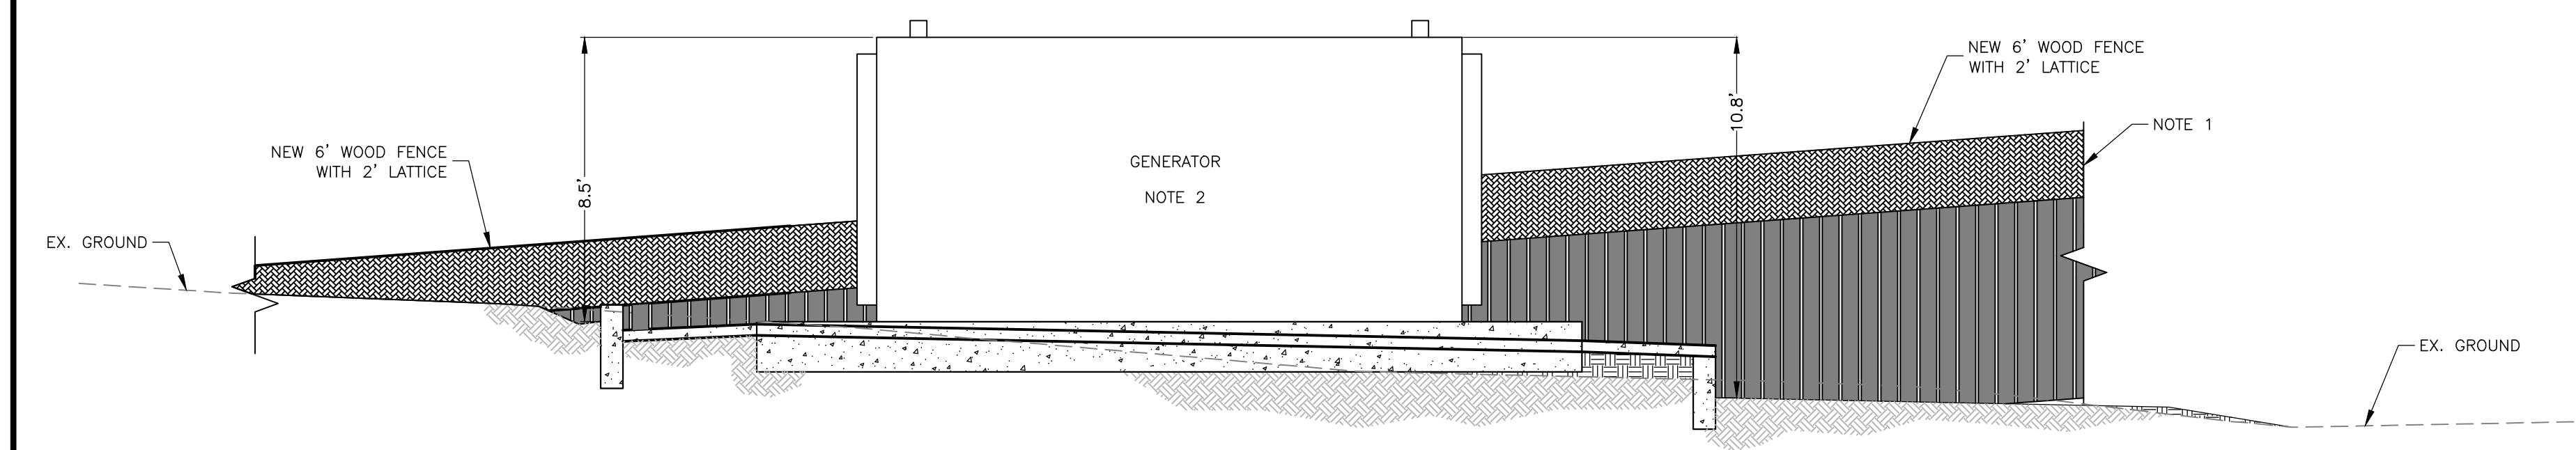 NEW 6' WOOD FENCE
WITH 2' LATTICE
NOTE 1
NEW 6' WOOD FENCE
WITH 2' LATTICE
GENERATOR
NOTE 2
8.5'
10.8'
EX. GROUND
EX. GROUND